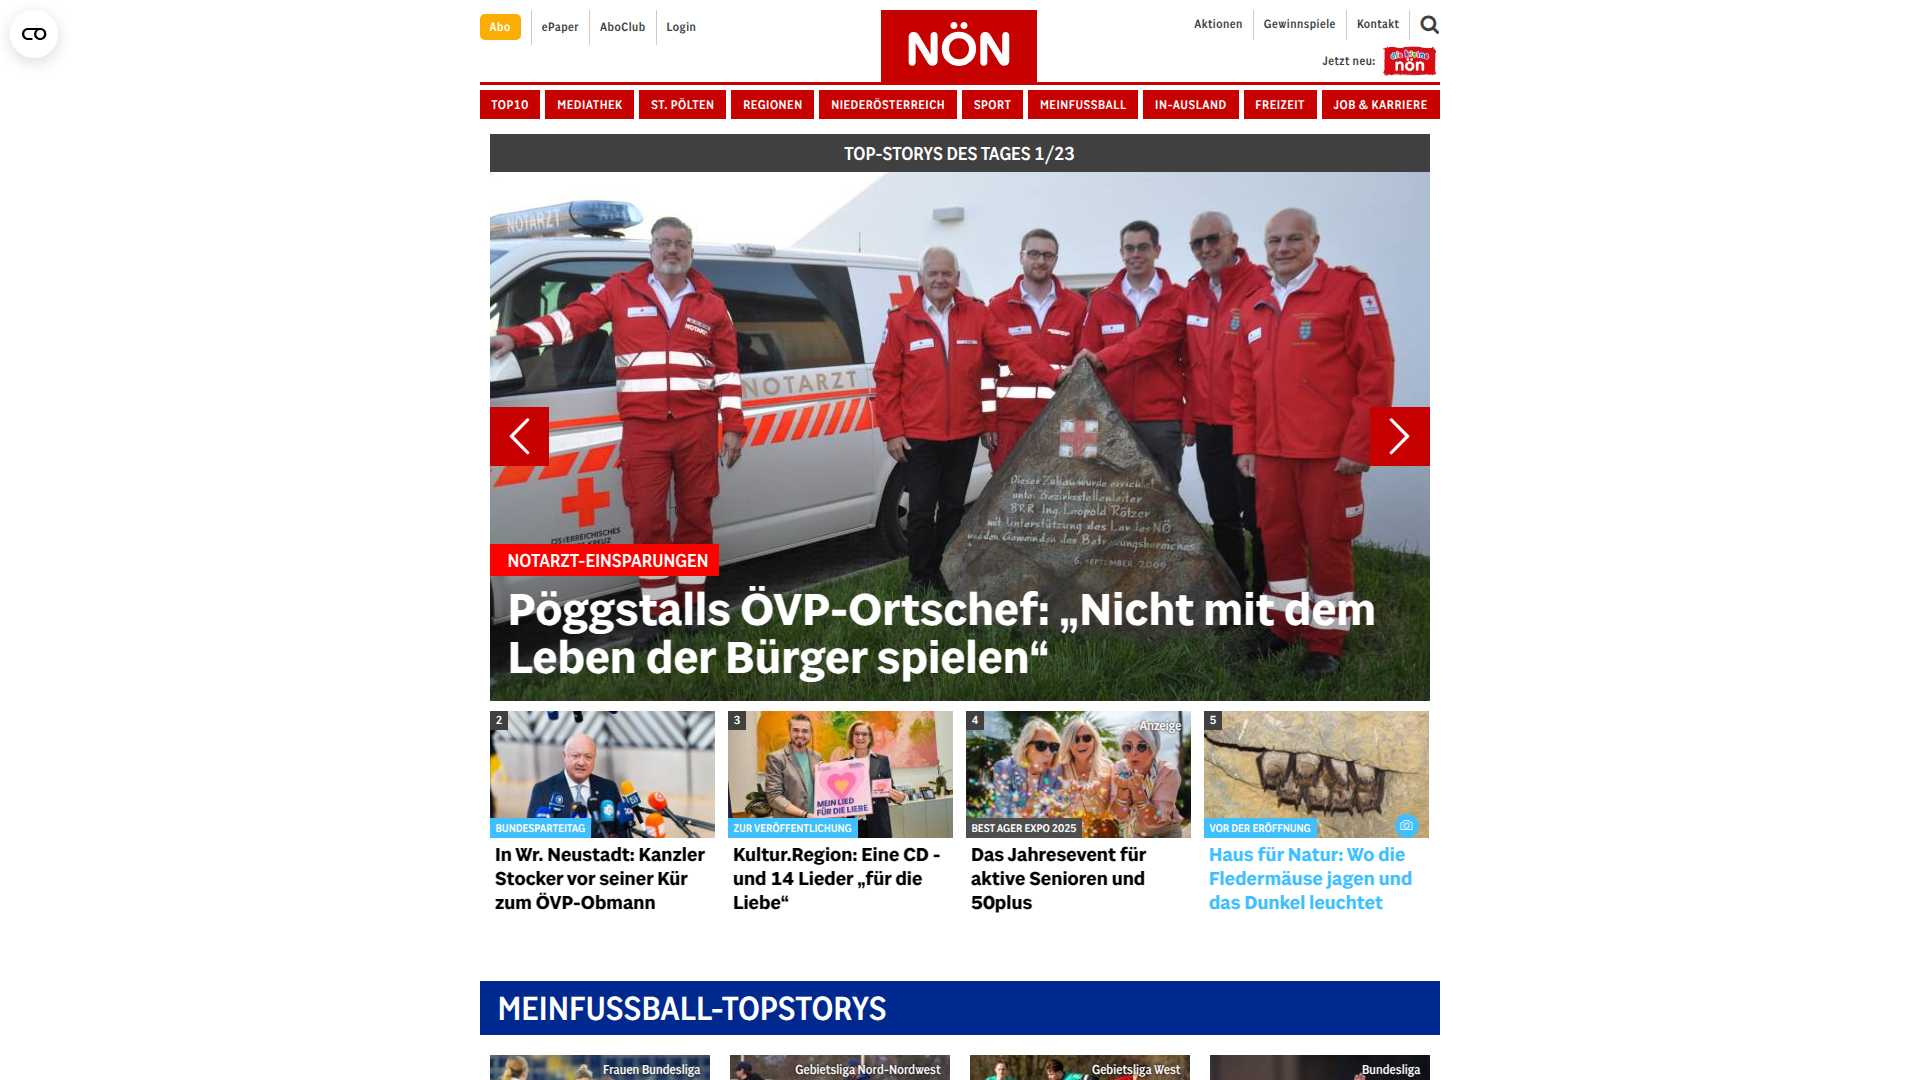 Abo
ePaper
AboClub
Login
NÖN
Aktionen
Gewinnspiele
Kontakt
Jetzt neu:
die kleine
nön
TOP10
MEDIATHEK
ST. PÖLTEN
REGIONEN
NIEDERÖSTERREICH
SPORT
MEINFUSSBALL
IN-AUSLAND
FREIZEIT
JOB & KARRIERE
TOP-STORYS DES TAGES 1/23
NOTARZT
NOTARZT
NOTARZT
Dieser Zubau wurde errichtet
unter Bezirksstellenleiter
BRR Ing. Leopold Rötzer
mit Unterstützung des Landes NÖ
und den Gemeinden des Betreuungsbereiches
6. SEPTEMBER 2009
ÖSTERREICHISCHES
KREUZ
NOTARZT-EINSPARUNGEN
Pöggstalls ÖVP-Ortschef: „Nicht mit dem
Leben der Bürger spielen“
2
BUNDESPARTEITAG
In Wr. Neustadt: Kanzler
Stocker vor seiner Kür
zum ÖVP-Obmann
3
MEIN LIED
FÜR DIE LIEBE
ZUR VERÖFFENTLICHUNG
Kultur.Region: Eine CD -
und 14 Lieder „für die
Liebe“
4
Anzeige
BEST AGER EXPO 2025
Das Jahresevent für
aktive Senioren und
50plus
5
VOR DER ERÖFFNUNG
Haus für Natur: Wo die
Fledermäuse jagen und
das Dunkel leuchtet
MEINFUSSBALL-TOPSTORYS
Frauen Bundesliga
Gebietsliga Nord-Nordwest
Gebietsliga West
Bundesliga